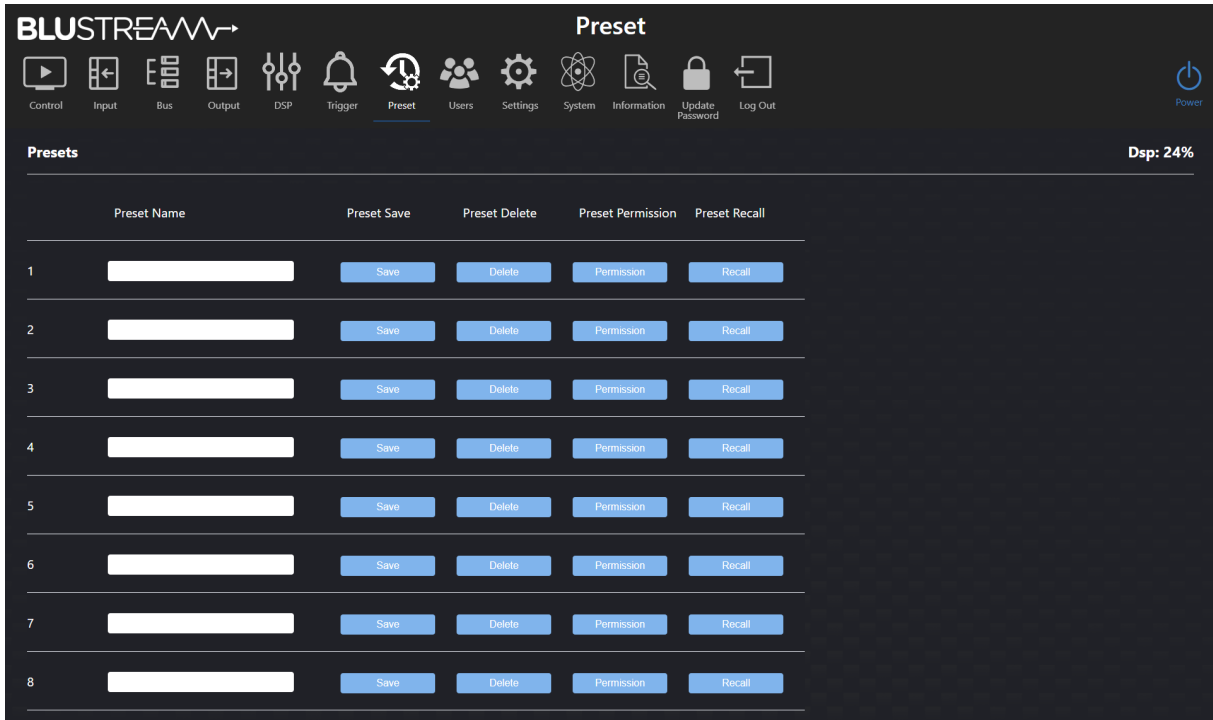 BLUSTREAM
Preset
Control Input Bus Output DSP Trigger Preset Users Settings System Information Update Password Log Out
Power
Presets
Dsp: 24%
Preset Name Preset Save Preset Delete Preset Permission Preset Recall
1 Save Delete Permission Recall
2 Save Delete Permission Recall
3 Save Delete Permission Recall
4 Save Delete Permission Recall
5 Save Delete Permission Recall
6 Save Delete Permission Recall
7 Save Delete Permission Recall
8 Save Delete Permission Recall